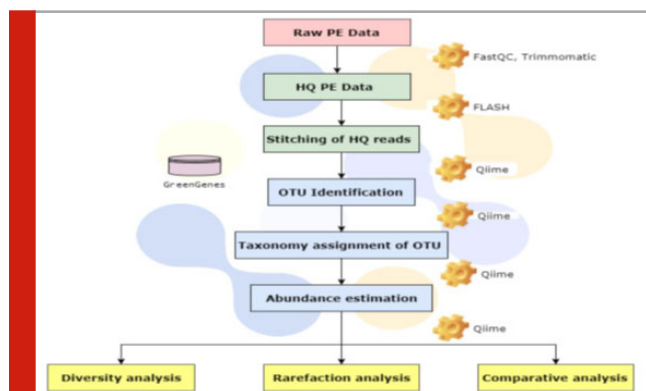 Raw PE Data
FastQC, Trimmomatic
HQ PE Data
FLASH
Stitching of HQ reads
GreenGenes
Qiime
OTU Identification
Qiime
Taxonomy assignment of OTU
Qiime
Abundance estimation
Qiime
Diversity analysis
Rarefaction analysis
Comparative analysis